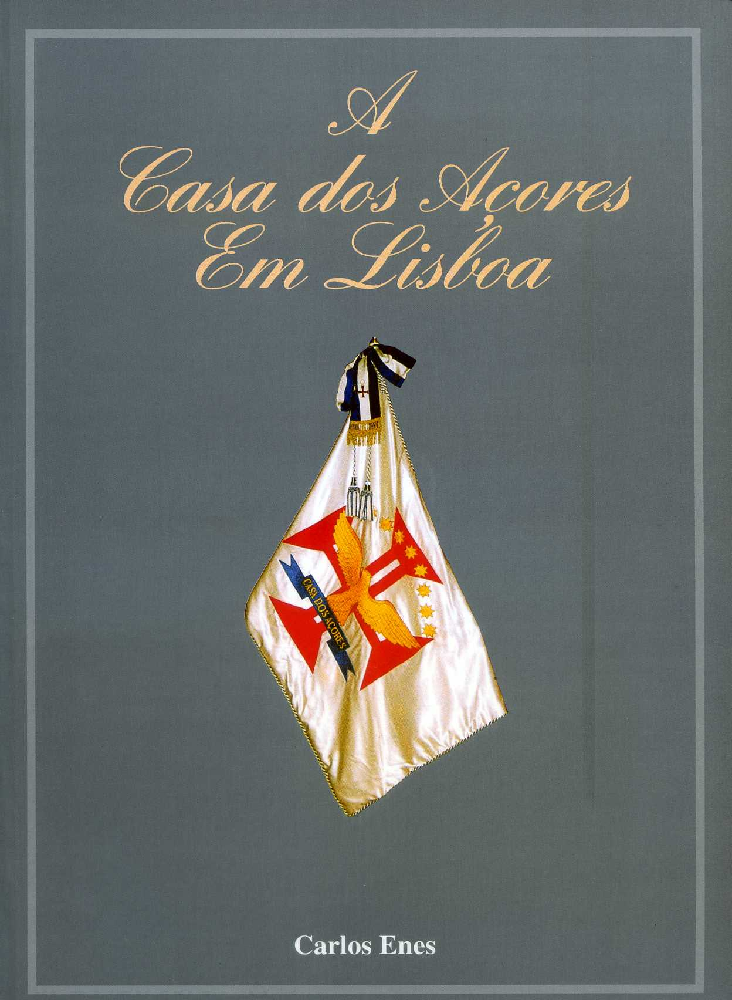 A
Casa dos Açores
Em Lisboa
CASA DOS AÇORES
Carlos Enes